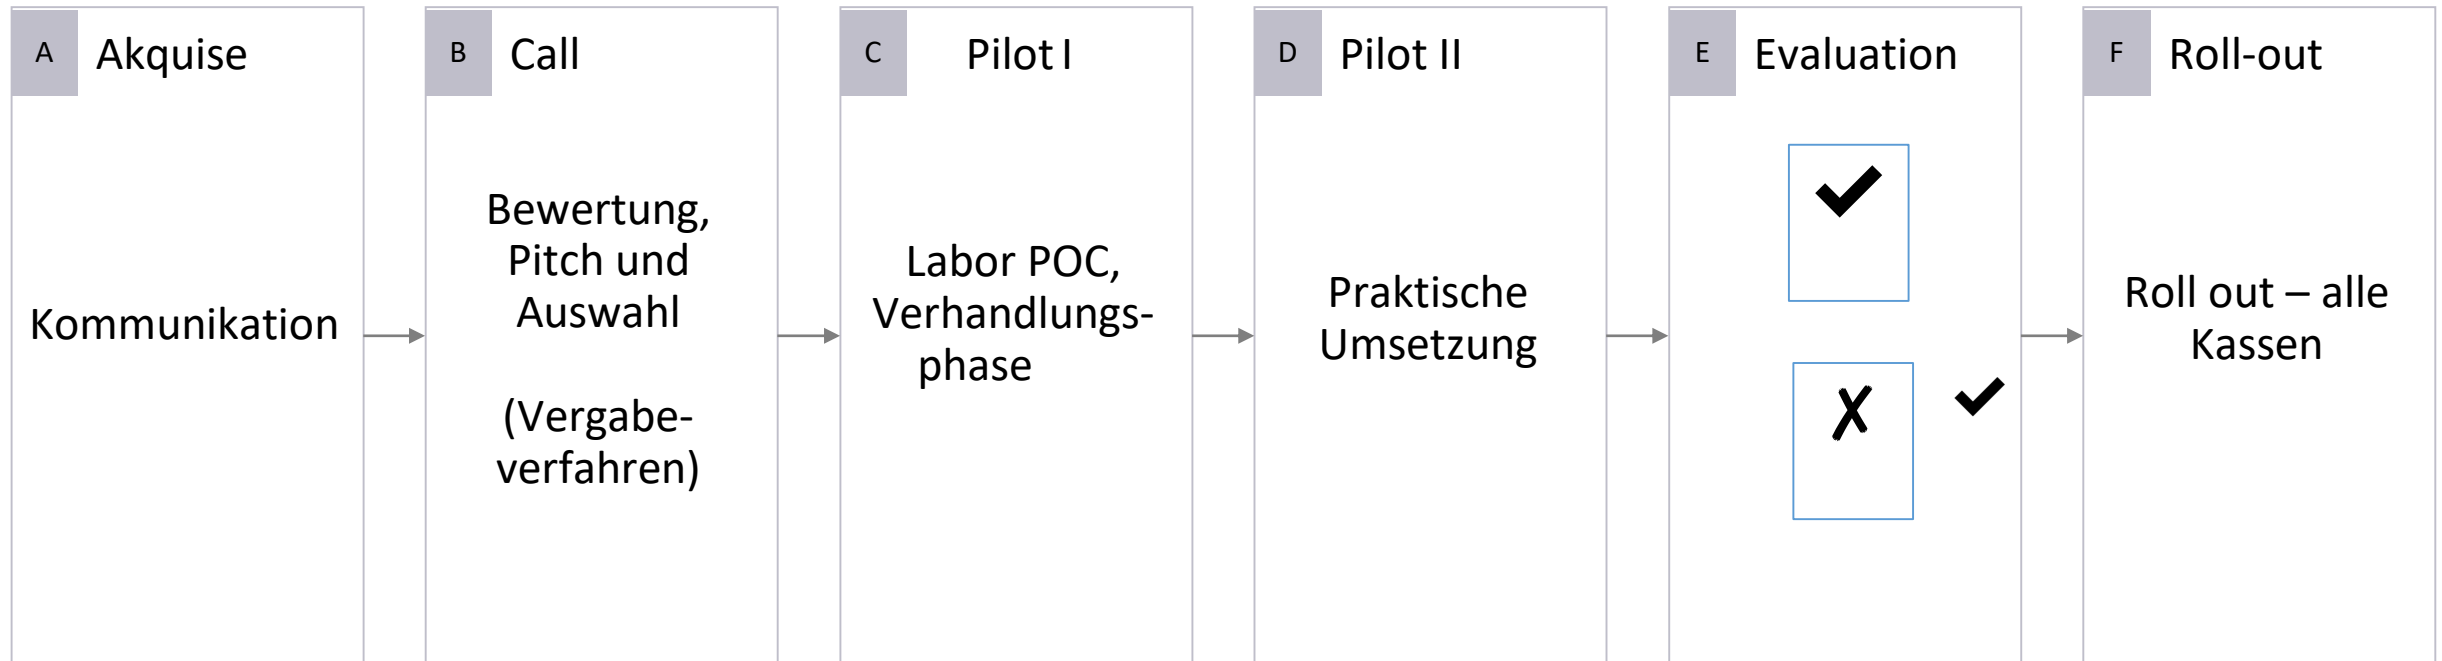 A Akquise
Kommunikation
B Call
Bewertung,
Pitch und
Auswahl
(Vergabe-
verfahren)
C Pilot I
Labor POC,
Verhandlungs-
phase
D Pilot II
Praktische
Umsetzung
E Evaluation
✔
✗ ✔
F Roll-out
Roll out – alle
Kassen